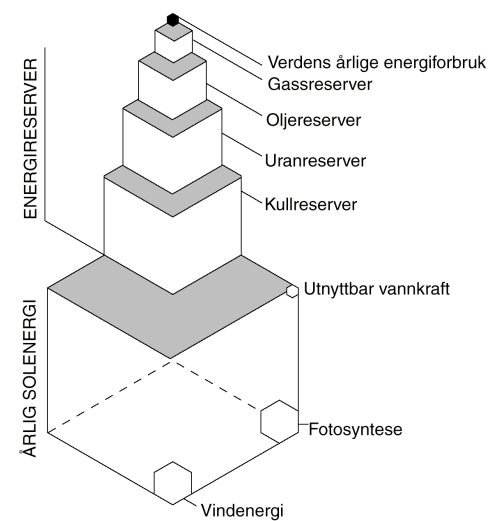 Verdens årlige energiforbruk
Gassreserver
Oljereserver
Uranreserver
Kullreserver
ENERGIRESERVER
Utnyttbar vannkraft
ÅRLIG SOLENERGI
Fotosyntese
Vindenergi